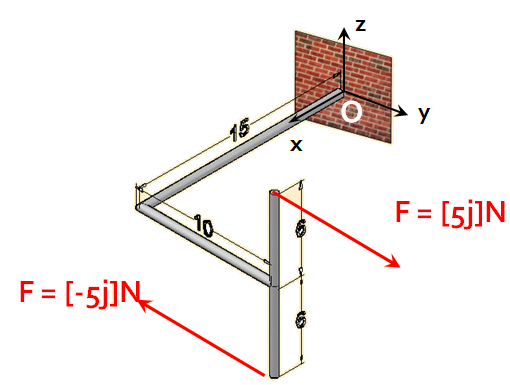 z
O
y
x
15
10
6
F = [5j]N
F = [-5j]N
6